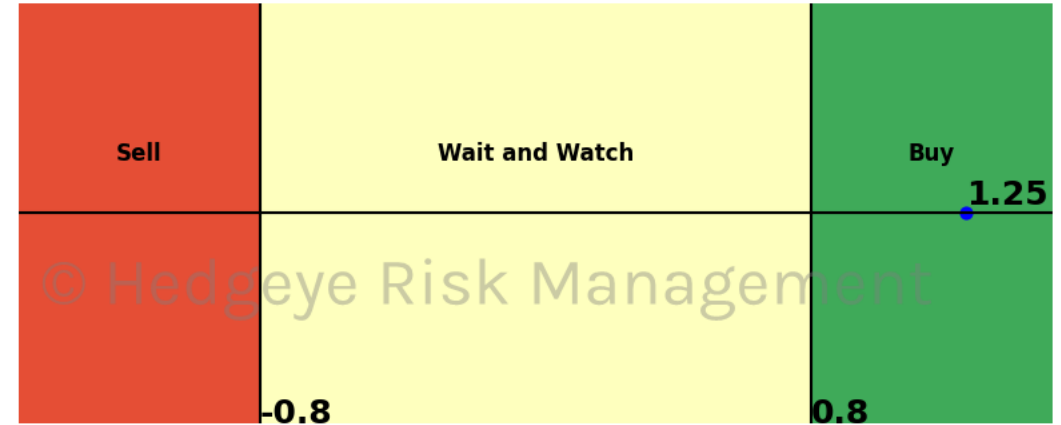 Sell
Wait and Watch
Buy
1.25
© Hedgeye Risk Management
-0.8
0.8